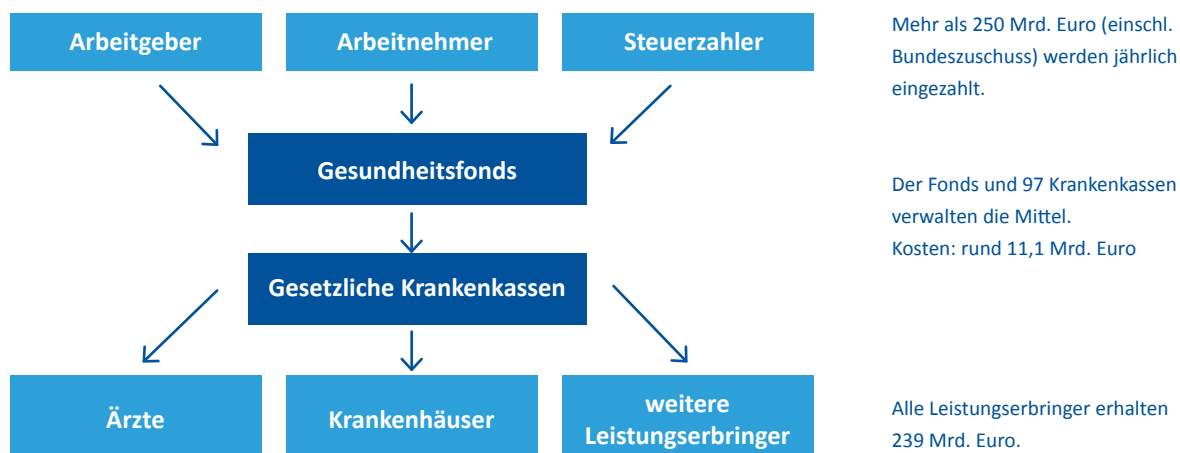 Arbeitgeber
Arbeitnehmer
Steuerzahler
Mehr als 250 Mrd. Euro (einschl.
Bundeszuschuss) werden jährlich
eingezahlt.
Gesundheitsfonds
Der Fonds und 97 Krankenkassen
verwalten die Mittel.
Kosten: rund 11,1 Mrd. Euro
Gesetzliche Krankenkassen
Ärzte
Krankenhäuser
weitere
Leistungserbringer
Alle Leistungserbringer erhalten
239 Mrd. Euro.